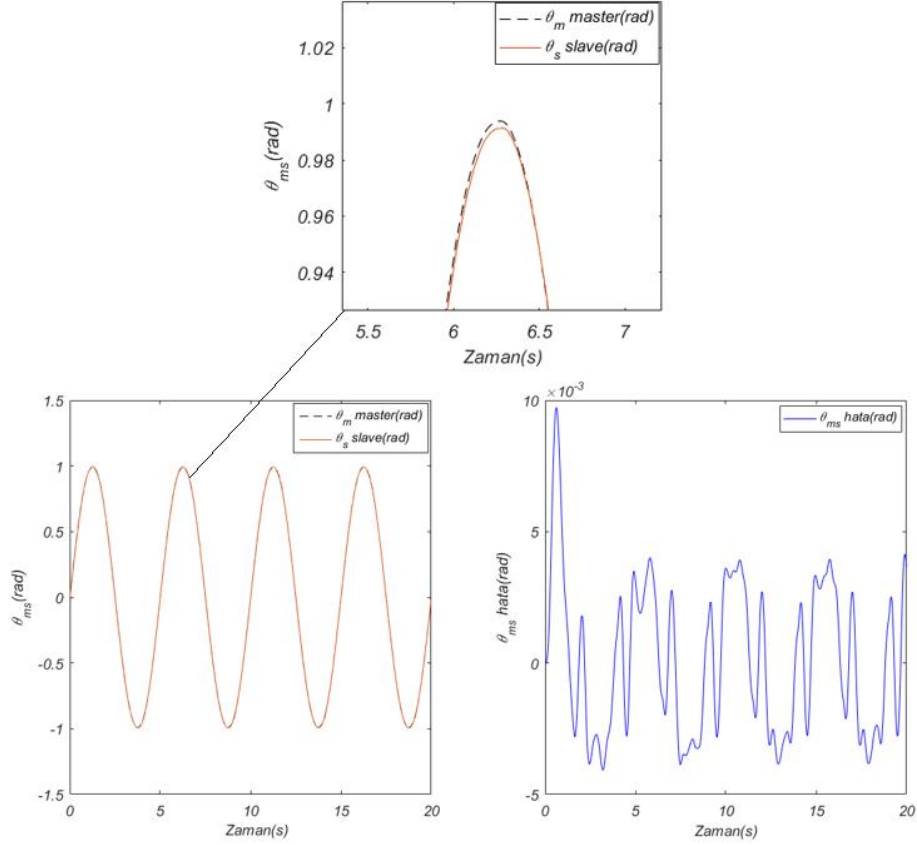 θm master(rad)
θs slave(rad)
1.02
1
0.98
0.96
0.94
θms(rad)
5.5
6
6.5
7
Zaman(s)
θm master(rad)
θs slave(rad)
1.5
1
0.5
0
-0.5
-1
-1.5
θms(rad)
0
5
10
15
20
Zaman(s)
×10-3
θms hata(rad)
10
5
0
-5
θms hata(rad)
0
5
10
15
20
Zaman(s)